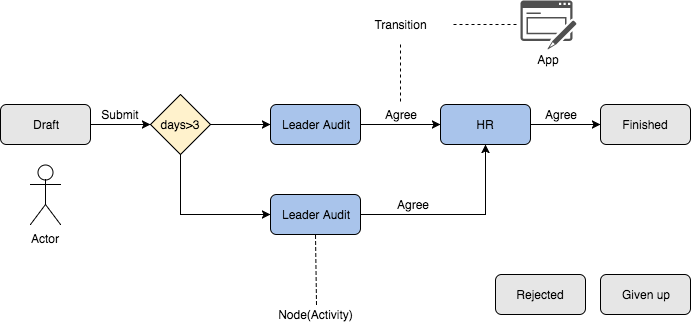 Transition
App
Draft
Submit
days>3
Leader Audit
Agree
HR
Agree
Finished
Actor
Leader Audit
Agree
Node(Activity)
Rejected
Given up